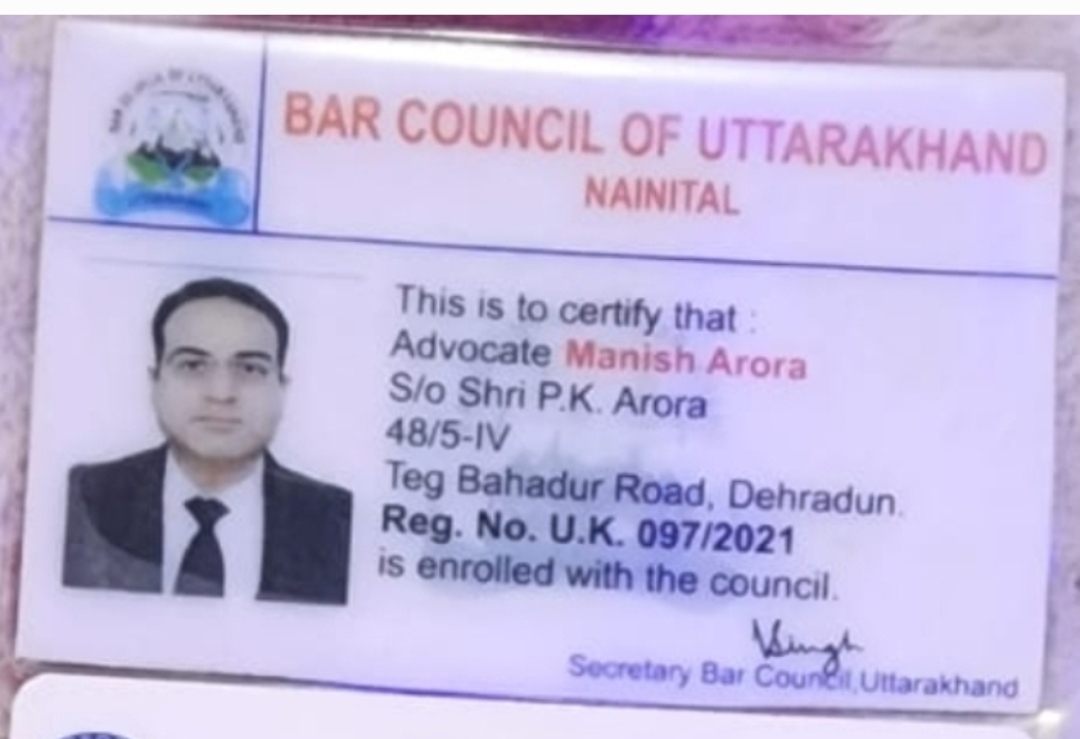 BAR COUNCIL OF UTTARAKHAND
NAINITAL
This is to certify that :
Advocate Manish Arora
S/o Shri P.K. Arora
48/5-IV
Teg Bahadur Road, Dehradun.
Reg. No. U.K. 097/2021
is enrolled with the council.
Singh
Secretary Bar Council,Uttarakhand